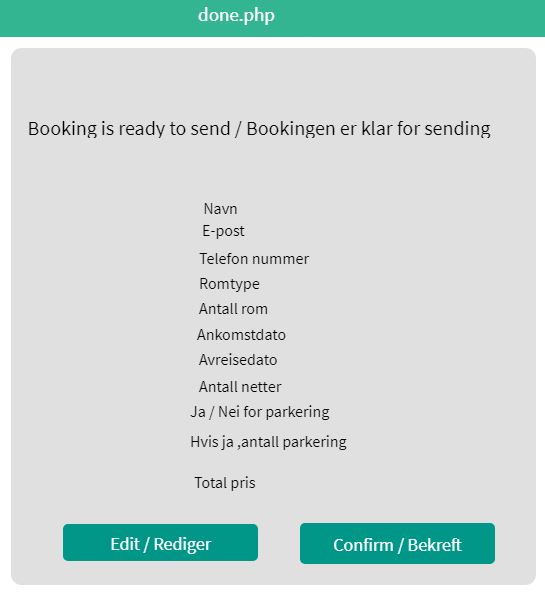 done.php
Booking is ready to send / Bookingen er klar for sending
Navn
E-post
Telefon nummer
Romtype
Antall rom
Ankomstdato
Avreisedato
Antall netter
Ja / Nei for parkering
Hvis ja ,antall parkering
Total pris
Edit / Rediger
Confirm / Bekreft